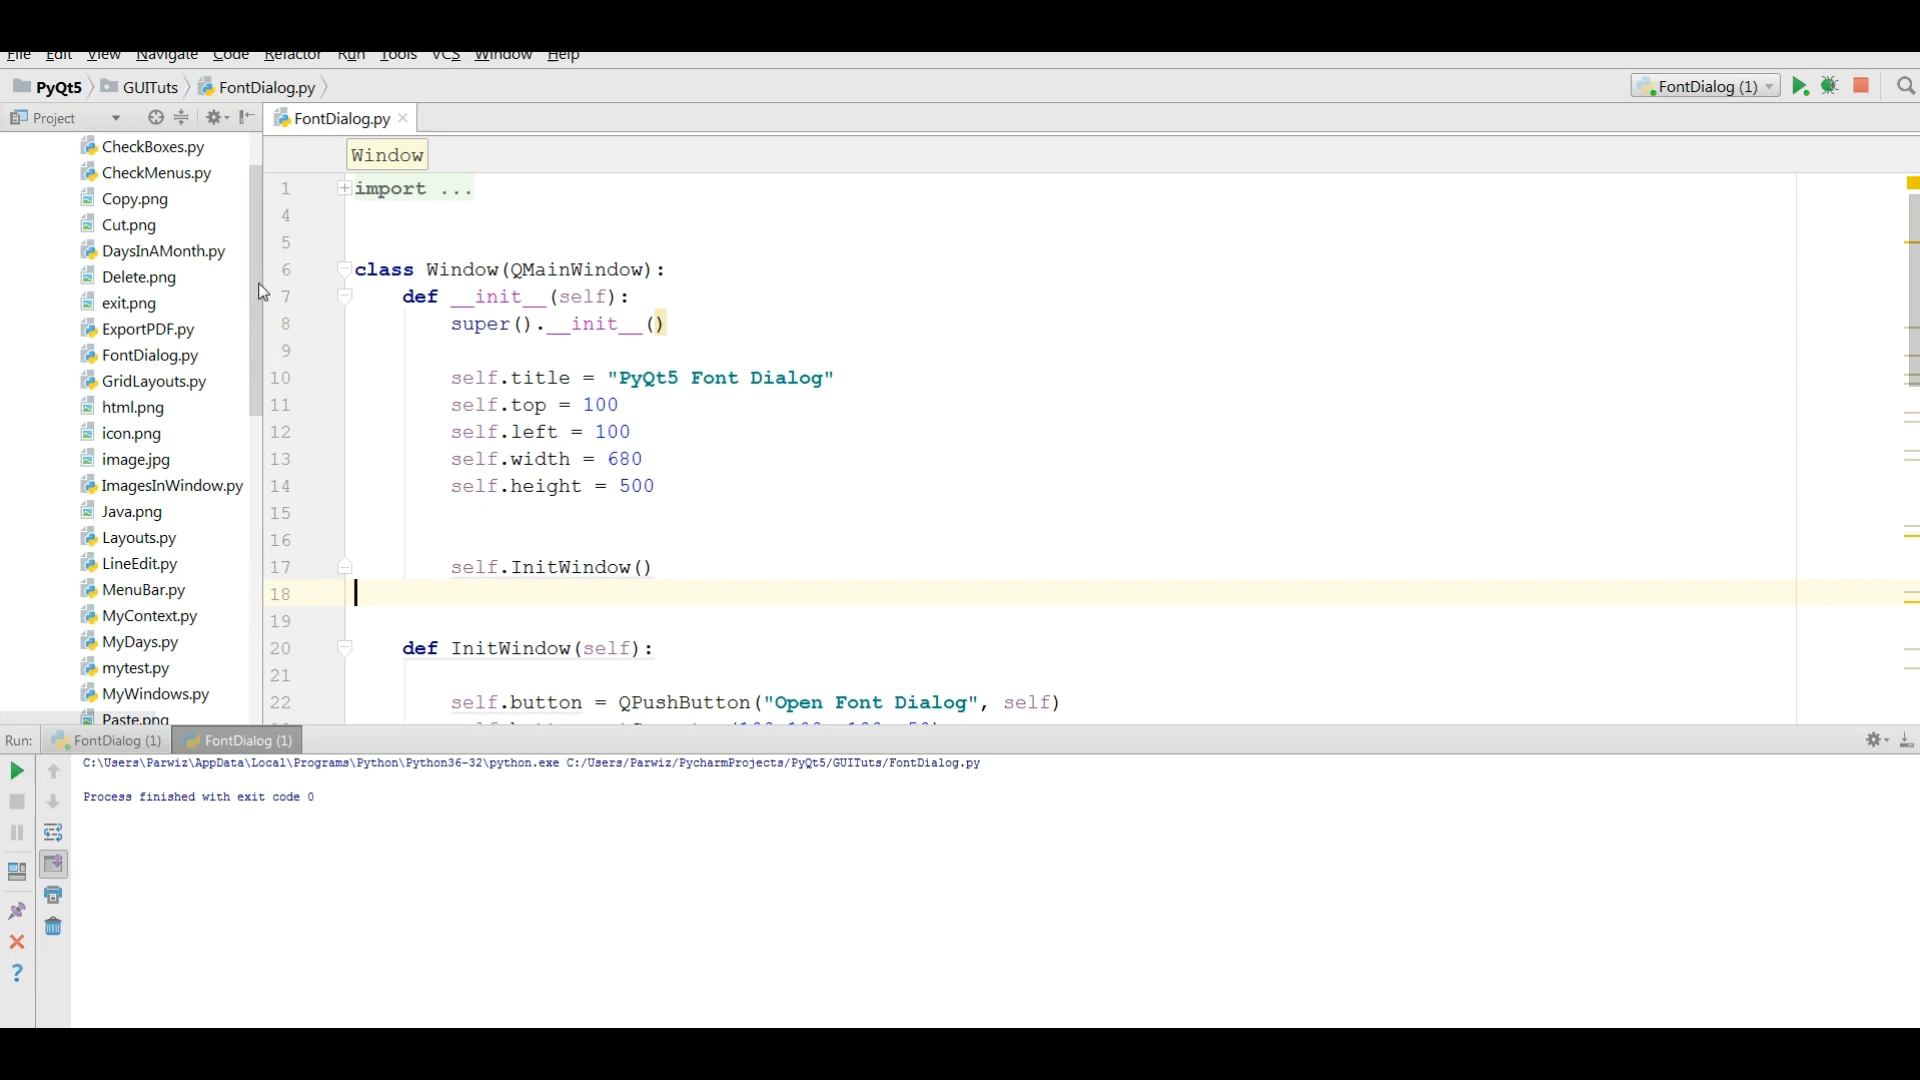 File Edit View Navigate Code Refactor Run Tools VCS Window Help
PyQt5 GUITuts FontDialog.py FontDialog (1)
Project FontDialog.py
Window
CheckBoxes.py
CheckMenus.py
Copy.png
Cut.png
DaysInAMonth.py
Delete.png
exit.png
ExportPDF.py
FontDialog.py
GridLayouts.py
html.png
icon.png
image.jpg
ImagesInWindow.py
Java.png
Layouts.py
LineEdit.py
MenuBar.py
MyContext.py
MyDays.py
mytest.py
MyWindows.py
Paste.png
1 import ...
4
5
6 class Window(QMainWindow):
7 def __init__(self):
8 super().__init__()
9
10 self.title = "PyQt5 Font Dialog"
11 self.top = 100
12 self.left = 100
13 self.width = 680
14 self.height = 500
15
16
17 self.InitWindow()
18
19
20 def InitWindow(self):
21
22 self.button = QPushButton("Open Font Dialog", self)
Run: FontDialog (1) FontDialog (1)
C:\Users\Parwiz\AppData\Local\Programs\Python\Python36-32\python.exe C:/Users/Parwiz/PycharmProjects/PyQt5/GUITuts/FontDialog.py
Process finished with exit code 0